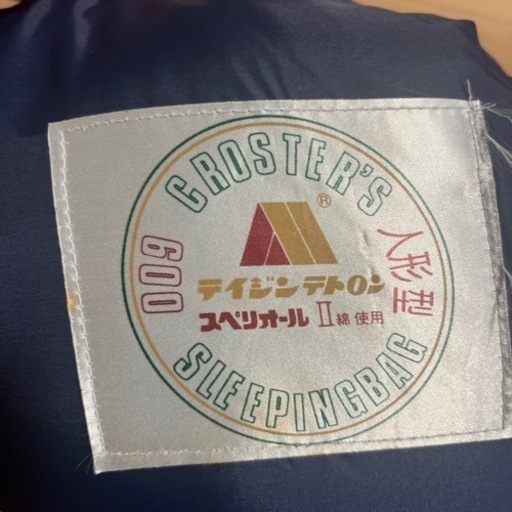 CROSTER'S
600
®
テイジンテトロン
スペリオール II 綿使用
人形型
SLEEPINGBAG